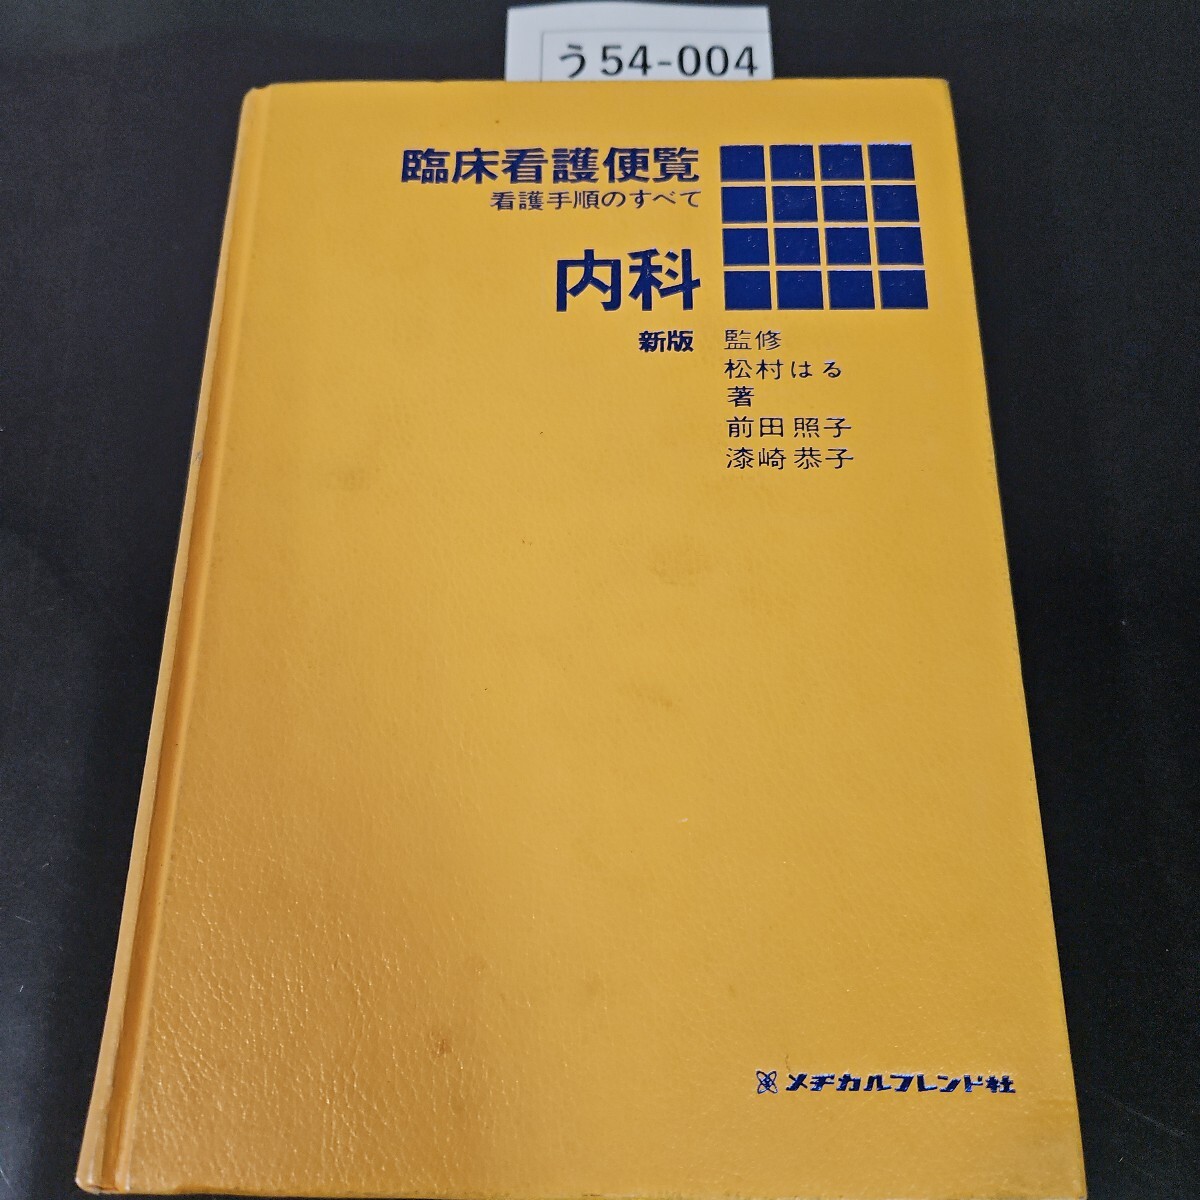 う54-004
臨床看護便覧
看護手順のすべて
内科
新版
監修
松村はる
著
前田照子
漆崎恭子
メヂカルフレンド社